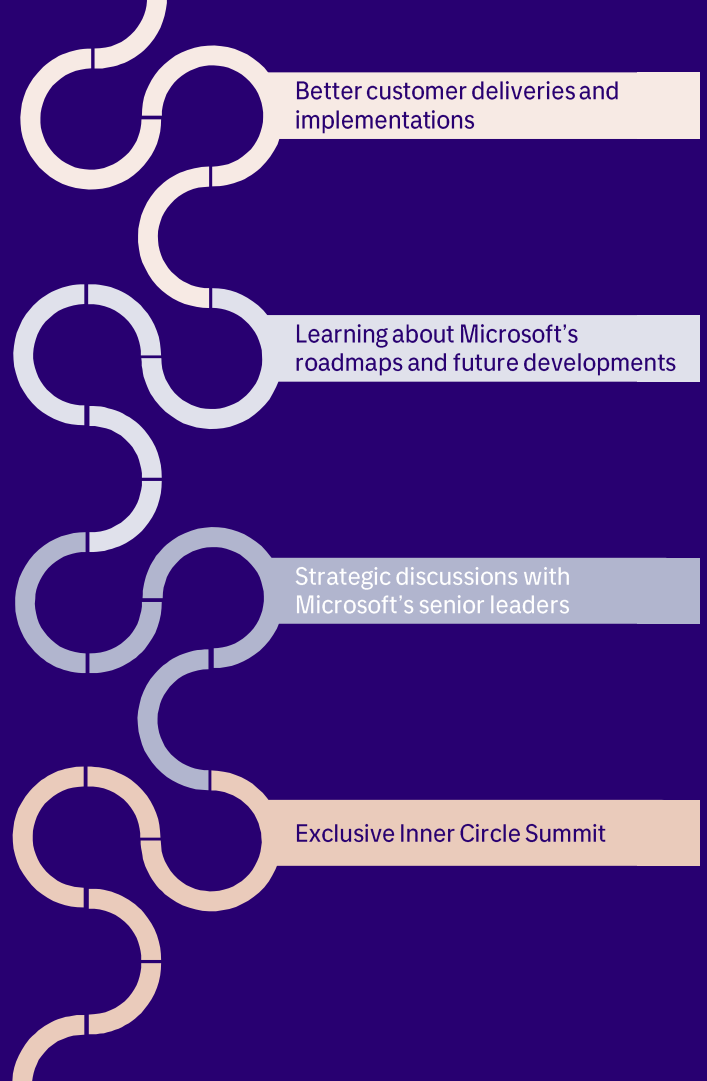 Better customer deliveries and
implementations
Learning about Microsoft’s
roadmaps and future developments
Strategic discussions with
Microsoft’s senior leaders
Exclusive Inner Circle Summit